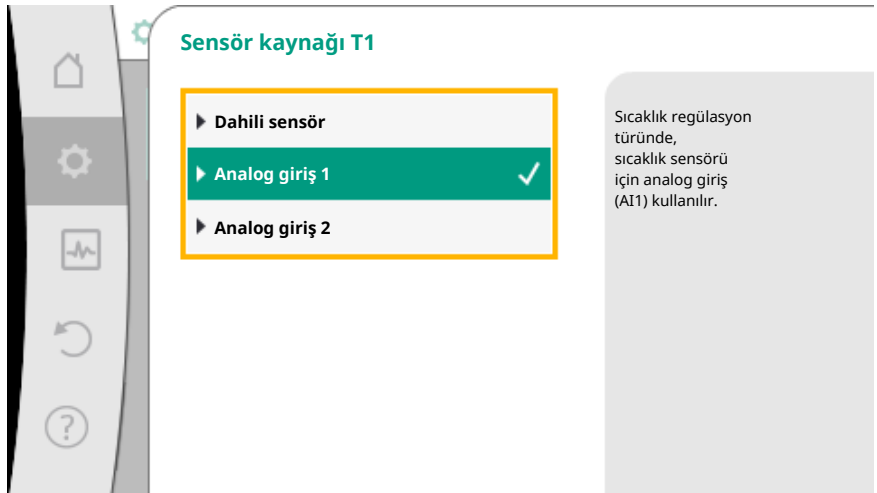 Sensör kaynağı T1
Dahili sensör
Analog giriş 1
Analog giriş 2
Sıcaklık regülasyon
türünde,
sıcaklık sensörü
için analog giriş
(AI1) kullanılır.
?